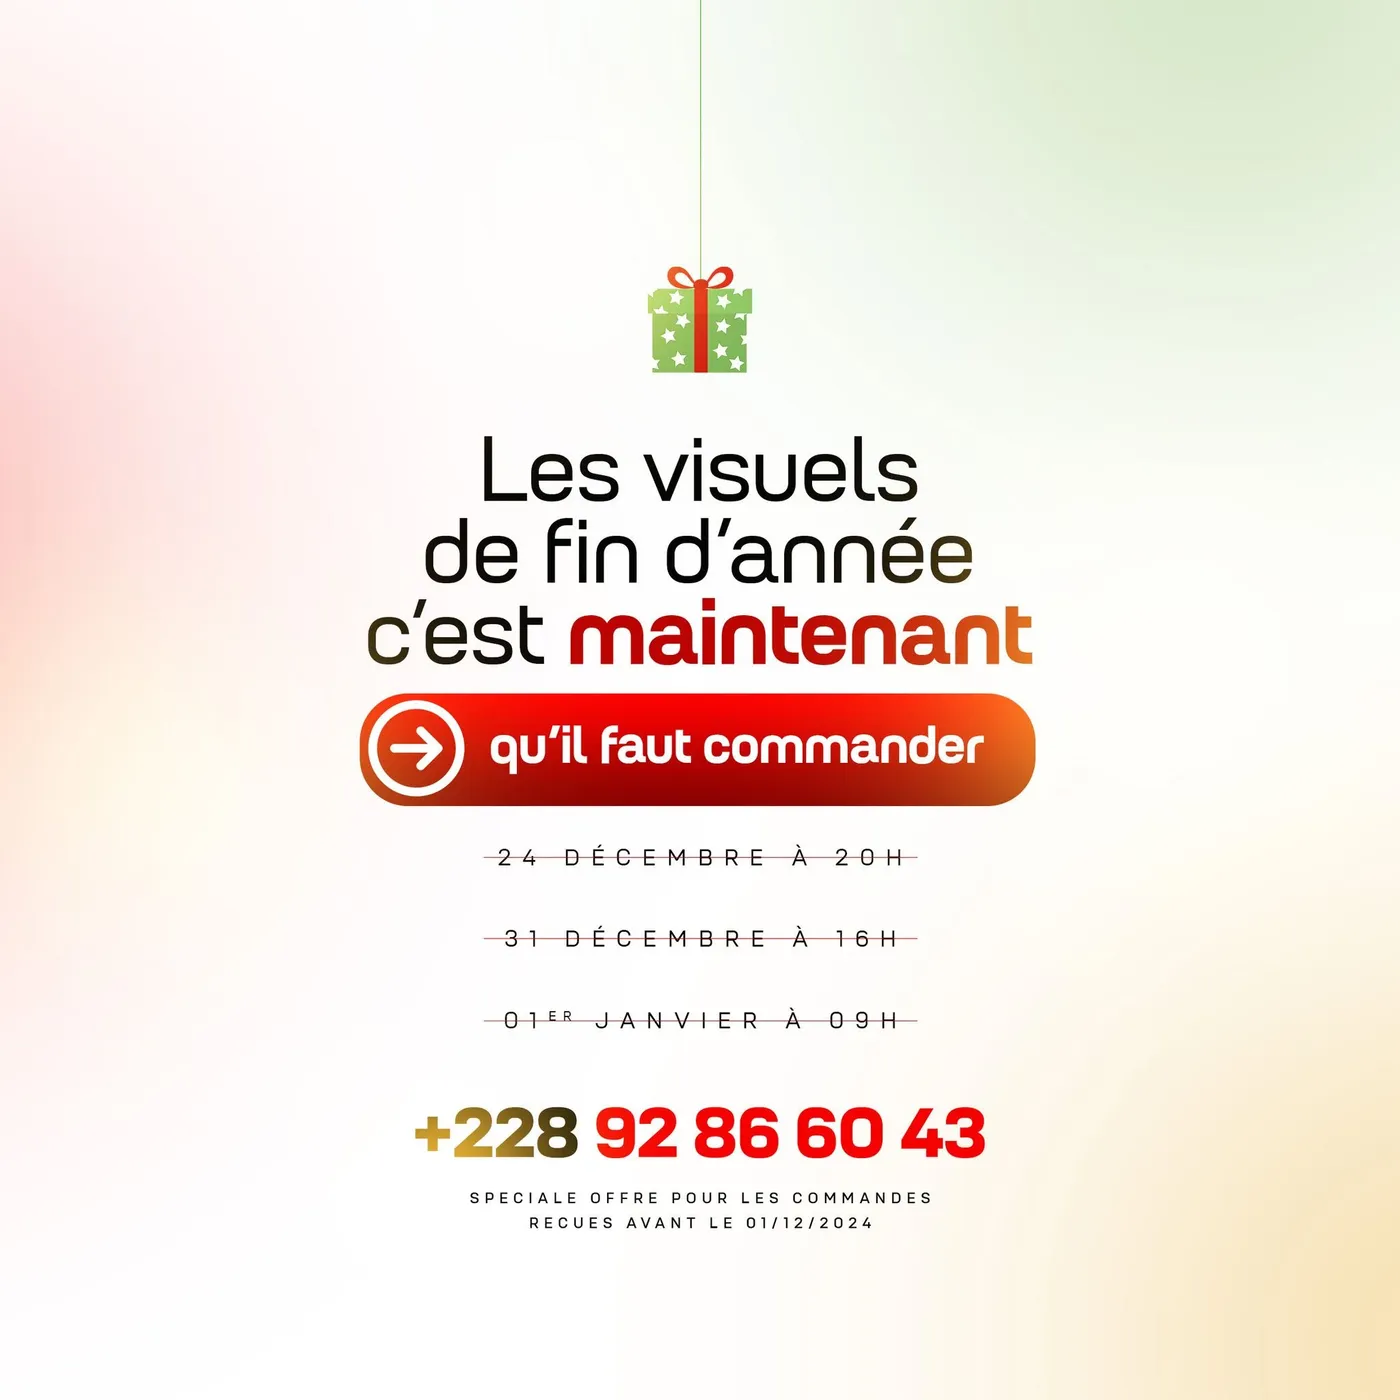 Les visuels
de fin d’année
c’est maintenant
qu’il faut commander
24 DÉCEMBRE À 20H
31 DÉCEMBRE À 16H
01ER JANVIER À 09H
+228 92 86 60 43
SPECIALE OFFRE POUR LES COMMANDES
RECUES AVANT LE 01/12/2024